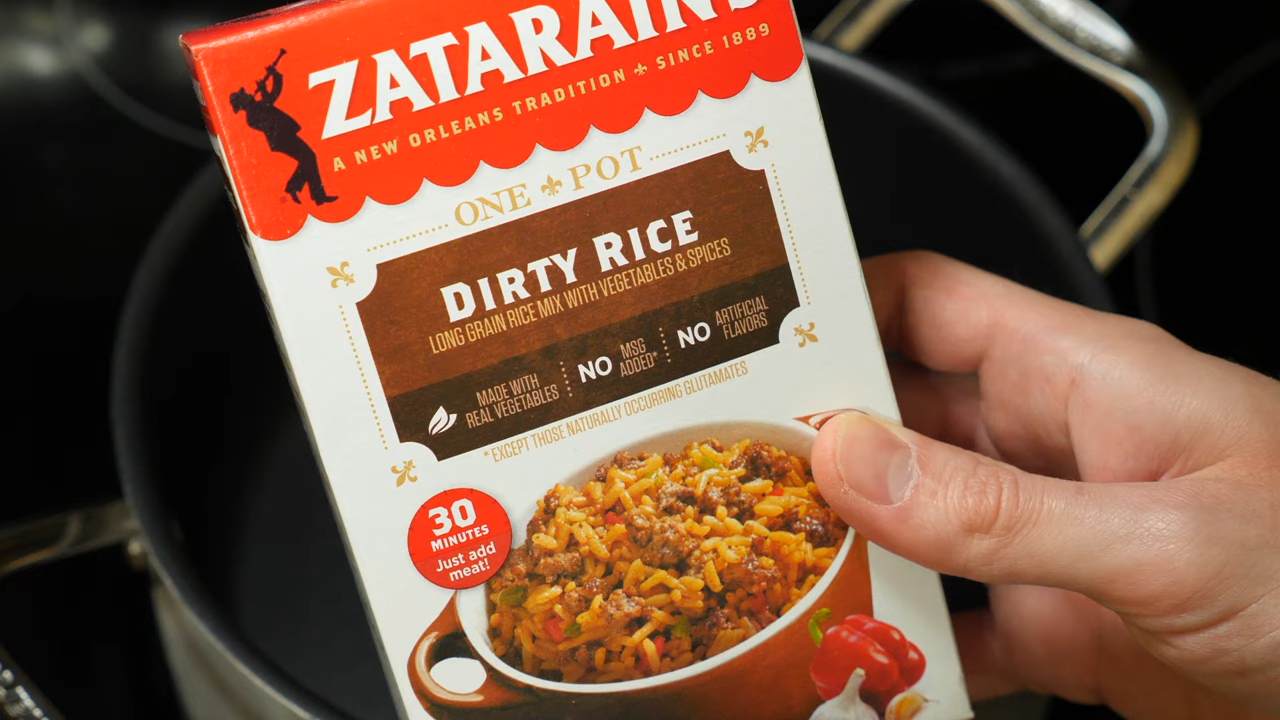 ZATARAIN'S
A NEW ORLEANS TRADITION SINCE 1889
ONE POT
DIRTY RICE
LONG GRAIN RICE MIX WITH VEGETABLES & SPICES
MADE WITH
REAL VEGETABLES
NO MSG
ADDED*
NO ARTIFICIAL
FLAVORS
*EXCEPT THOSE NATURALLY OCCURRING GLUTAMATES
30
MINUTES
Just add
meat!